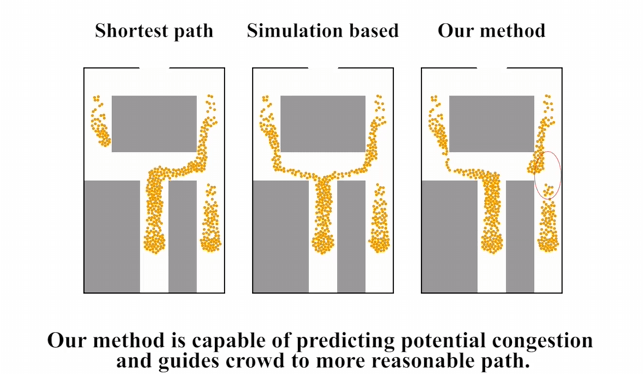 Shortest path
Simulation based
Our method
Our method is capable of predicting potential congestion
and guides crowd to more reasonable path.